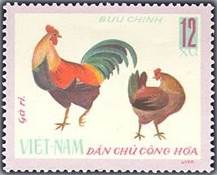 BƯU CHÍNH
12
XU
Gà ri
VIỆT-NAM
DÂN CHỦ CỘNG HÒA